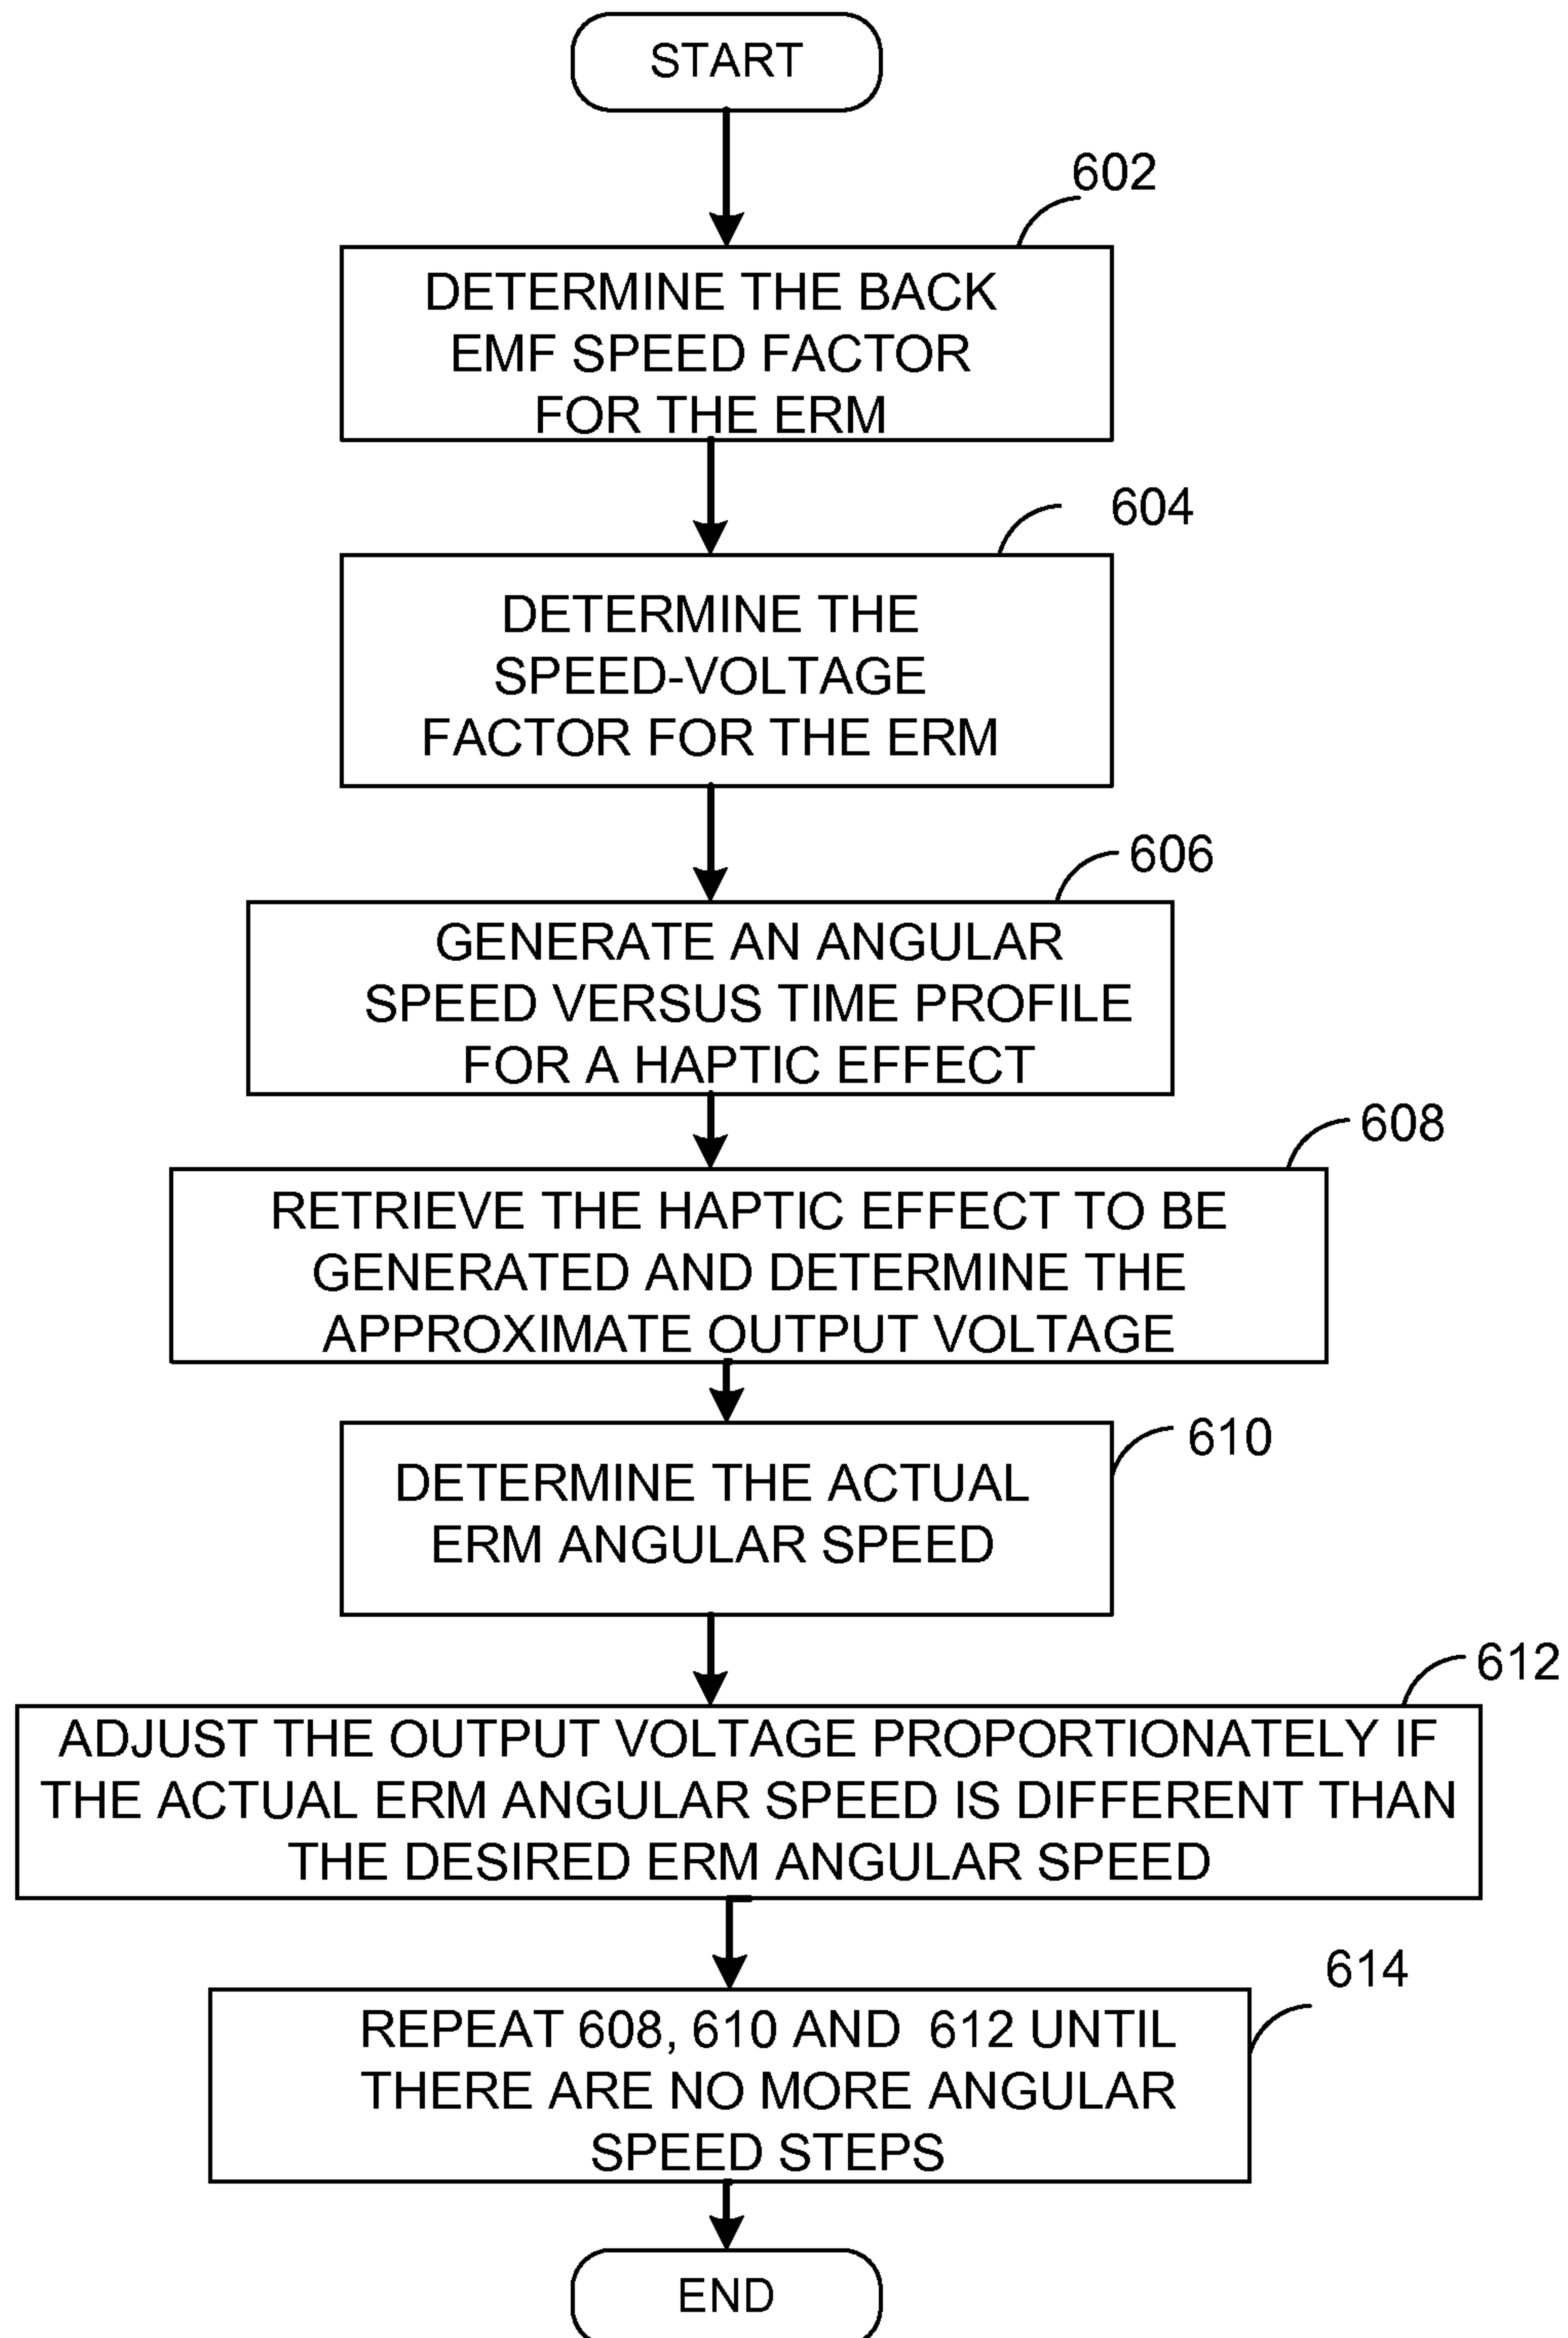 START
602
DETERMINE THE BACK
EMF SPEED FACTOR
FOR THE ERM
604
DETERMINE THE
SPEED-VOLTAGE
FACTOR FOR THE ERM
606
GENERATE AN ANGULAR
SPEED VERSUS TIME PROFILE
FOR A HAPTIC EFFECT
608
RETRIEVE THE HAPTIC EFFECT TO BE
GENERATED AND DETERMINE THE
APPROXIMATE OUTPUT VOLTAGE
610
DETERMINE THE ACTUAL
ERM ANGULAR SPEED
612
ADJUST THE OUTPUT VOLTAGE PROPORTIONATELY IF
THE ACTUAL ERM ANGULAR SPEED IS DIFFERENT THAN
THE DESIRED ERM ANGULAR SPEED
614
REPEAT 608, 610 AND 612 UNTIL
THERE ARE NO MORE ANGULAR
SPEED STEPS
END